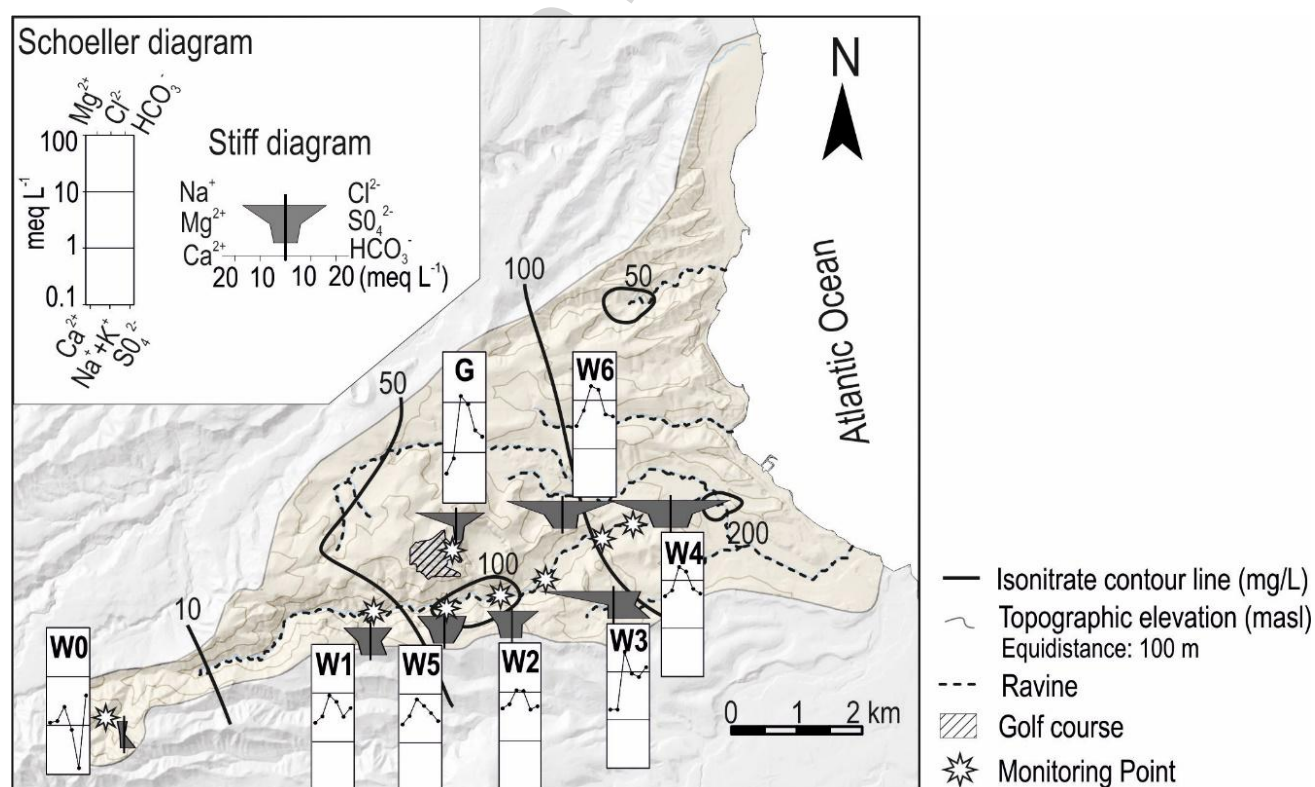 Schoeller diagram
Mg²⁺ Cl²⁻ HCO₃⁻
100
10
1
0.1
meq L⁻¹
Ca²⁺ Na⁺+K⁺ S0₄²⁻
Stiff diagram
Na⁺ Cl²⁻
Mg²⁺ S0₄²⁻
Ca²⁺ HCO₃⁻
20 10 10 20 (meq L⁻¹)
N
Atlantic Ocean
100
50
50
G
W6
200
100
10
W4
W0
W1
W5
W2
W3
0 1 2 km
Isonitrate contour line (mg/L)
Topographic elevation (masl)
Equidistance: 100 m
Ravine
Golf course
Monitoring Point